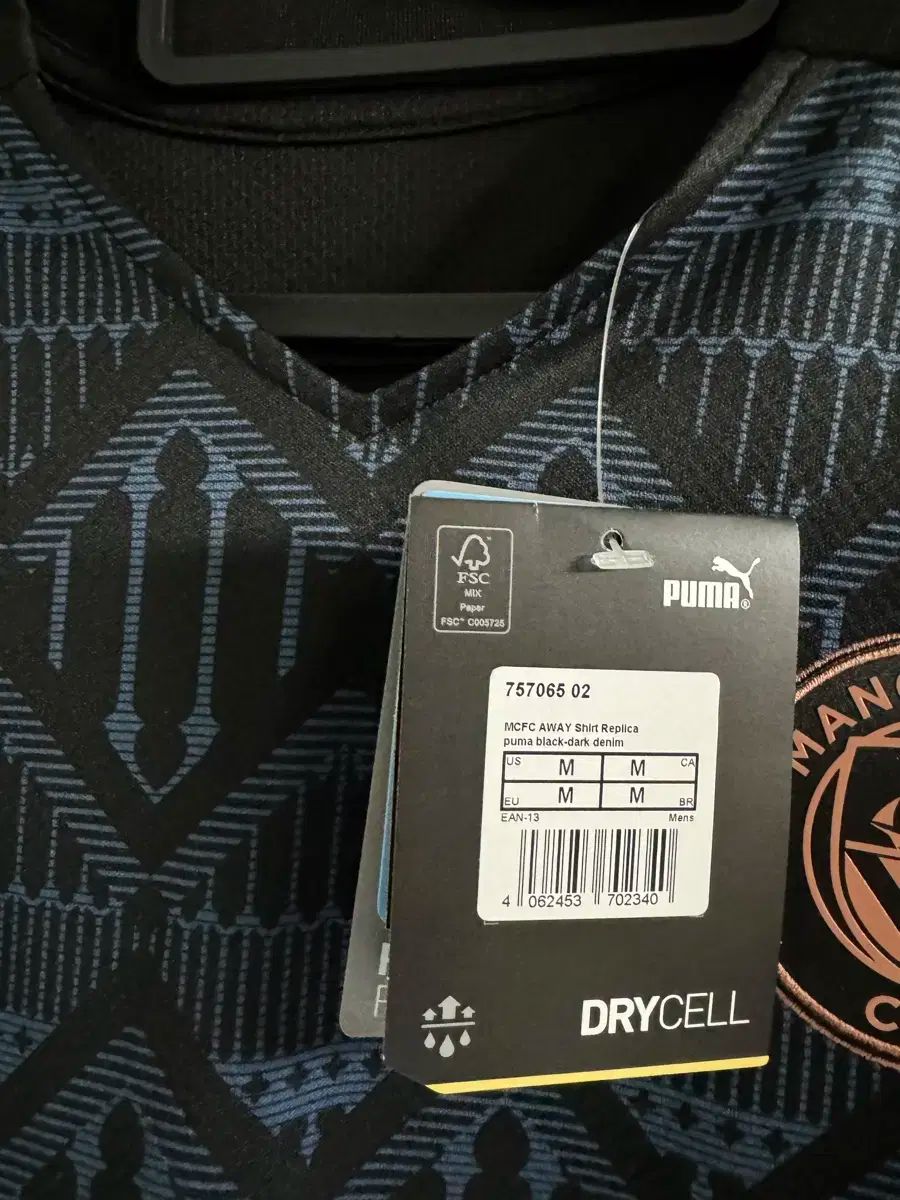 FSC
MIX
Paper
FSC™ C005725
PUMA®
757065 02
MCFC AWAY Shirt Replica
puma black-dark denim
US M M CA
EU M M BR
EAN-13 Mens
4 062453 702340
DRYCELL
MANC
C